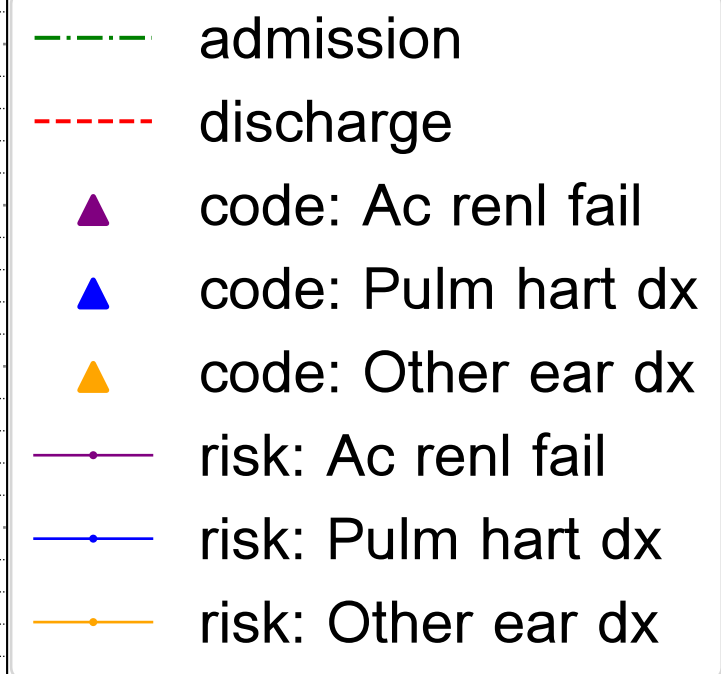 admission
discharge
code: Ac renl fail
code: Pulm hart dx
code: Other ear dx
risk: Ac renl fail
risk: Pulm hart dx
risk: Other ear dx